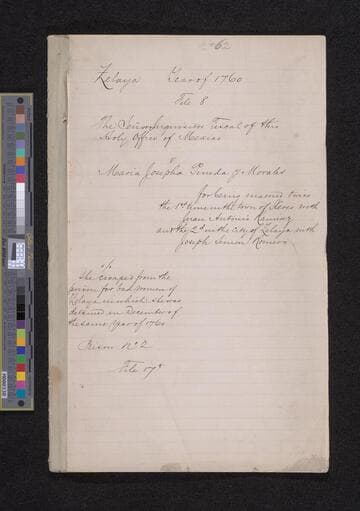 62
Zelaya Year of 1760
File 8
The Señor Inquisitor Fiscal of this
Holy Office of Mexico
vs
Maria Josepha Pineda y Morales
for being married twice
the 1st time in the town of Xeres with
Juan Antonio Ramirez
and the 2d in the city of Zelaya with
Joseph Simon Romero
She escaped from the
prison for bad women of
Zelaya in which she was
detained in December of
the same year of 1760
Reson No 2
File 17